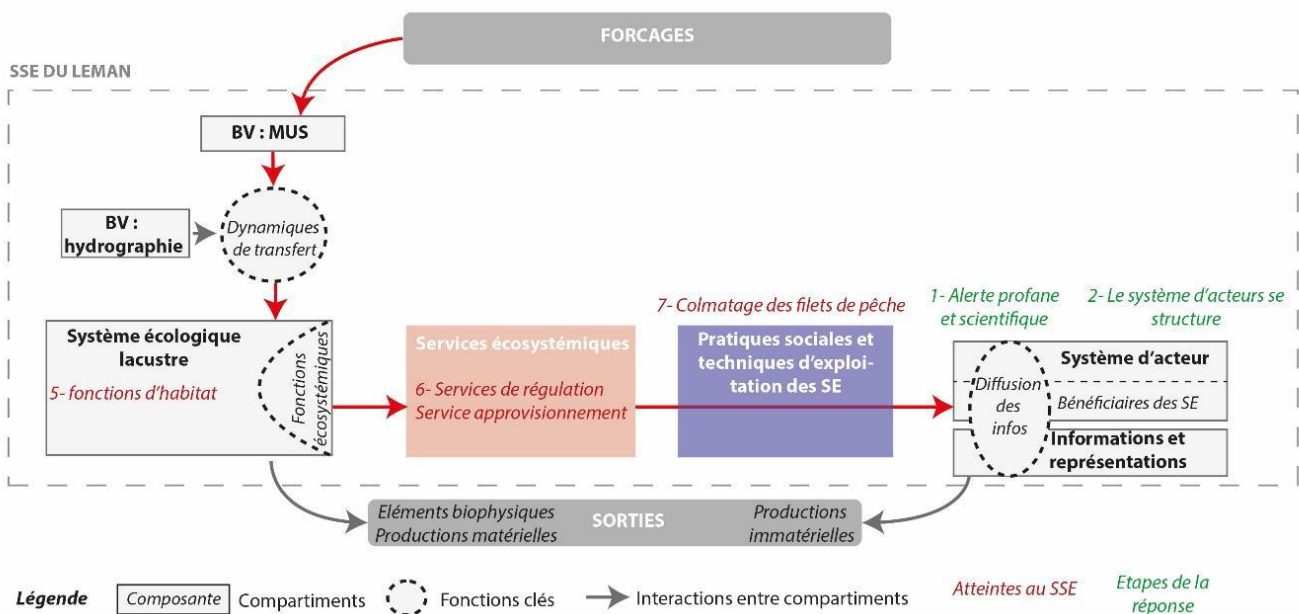 FORCAGES
SSE DU LEMAN
BV : MUS
BV :
hydrographie
Dynamiques
de transfert
7- Colmatage des filets de pêche
1- Alerte profane
et scientifique
2- Le système d'acteurs se
structure
Système écologique
lacustre
5- fonctions d'habitat
Fonctions
écosystémiques
Services écosystémiques
6- Services de régulation
Service approvisionnement
Pratiques sociales et
techniques d'exploi-
tation des SE
Système d'acteur
Bénéficiaires des SE
Diffusion
des
infos
Informations et
représentations
Eléments biophysiques
Productions matérielles
SORTIES
Productions
immatérielles
Légende
Composante
Compartiments
Fonctions clés
Interactions entre compartiments
Atteintes au SSE
Etapes de la
réponse